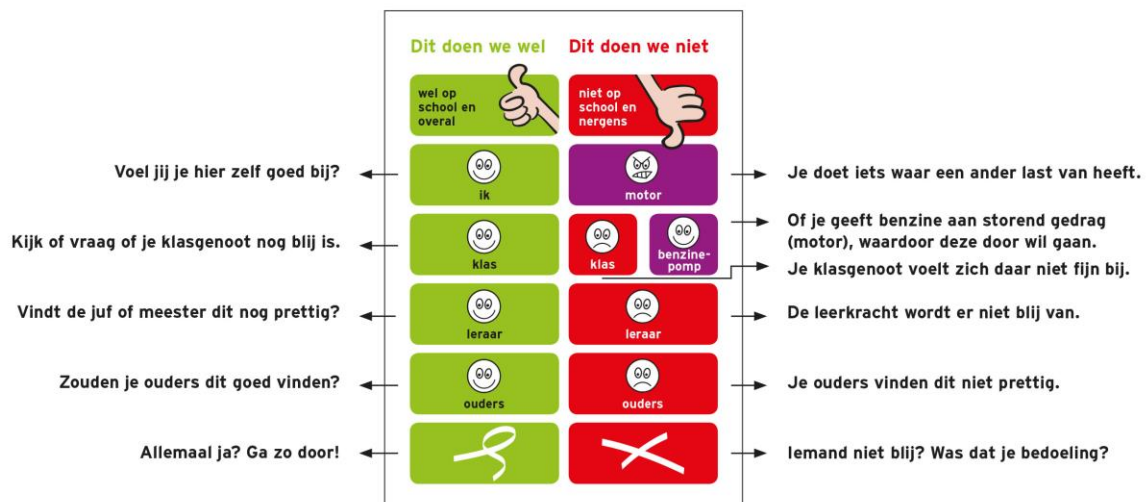 Dit doen we wel
Dit doen we niet
wel op
school en
overal
niet op
school en
nergens
Voel jij je hier zelf goed bij?
ik
motor
Je doet iets waar een ander last van heeft.
Kijk of vraag of je klasgenoot nog blij is.
klas
klas
benzine-
pomp
Of je geeft benzine aan storend gedrag
(motor), waardoor deze door wil gaan.
Je klasgenoot voelt zich daar niet fijn bij.
Vindt de juf of meester dit nog prettig?
leraar
leraar
De leerkracht wordt er niet blij van.
Zouden je ouders dit goed vinden?
ouders
ouders
Je ouders vinden dit niet prettig.
Allemaal ja? Ga zo door!
Iemand niet blij? Was dat je bedoeling?